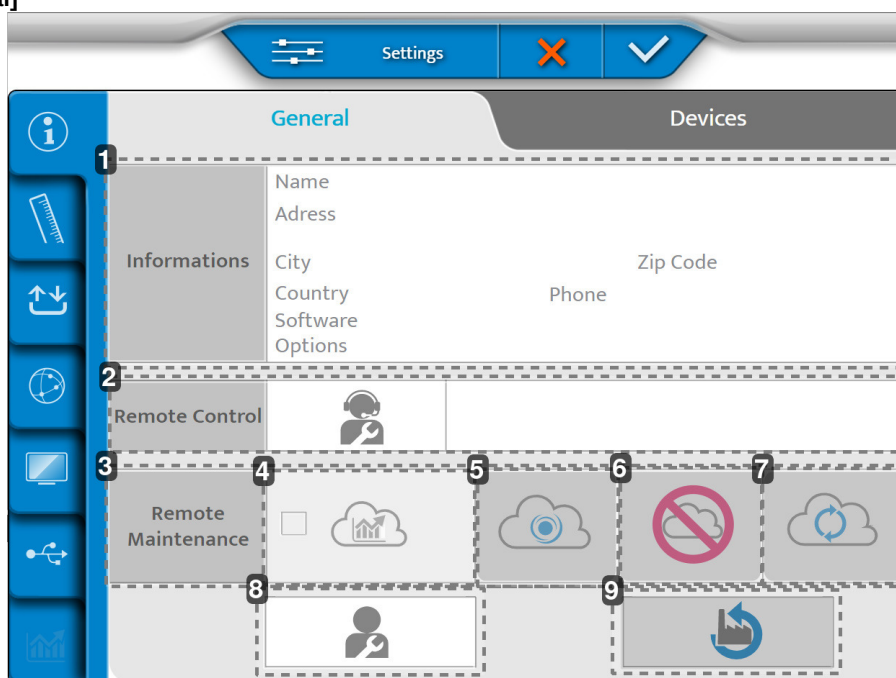 al]
Settings
General
Devices
1
Informations
Name
Adress
City
Zip Code
Country
Phone
Software
Options
2
Remote Control
3
4
5
6
7
Remote
Maintenance
8
9